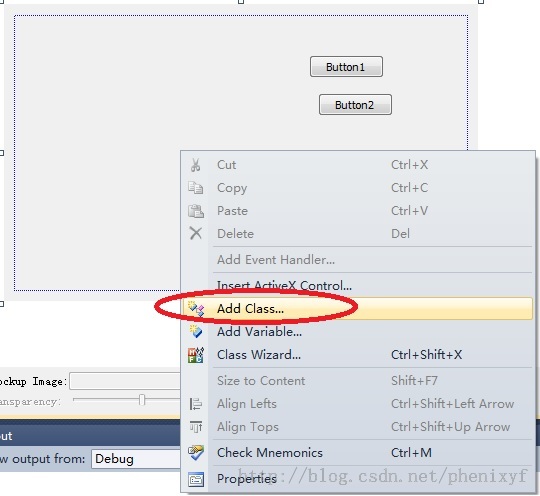 Button1
Button2
Cut Ctrl+X
Copy Ctrl+C
Paste Ctrl+V
Delete Del
Add Event Handler...
Insert ActiveX Control...
Add Class...
Add Variable...
Class Wizard... Ctrl+Shift+X
Size to Content Shift+F7
Align Lefts Ctrl+Shift+Left Arrow
Align Tops Ctrl+Shift+Up Arrow
Check Mnemonics Ctrl+M
Properties
ockup Image:
ansparency:
put
w output from: Debug
http://blog.csdn.net/phenixyf